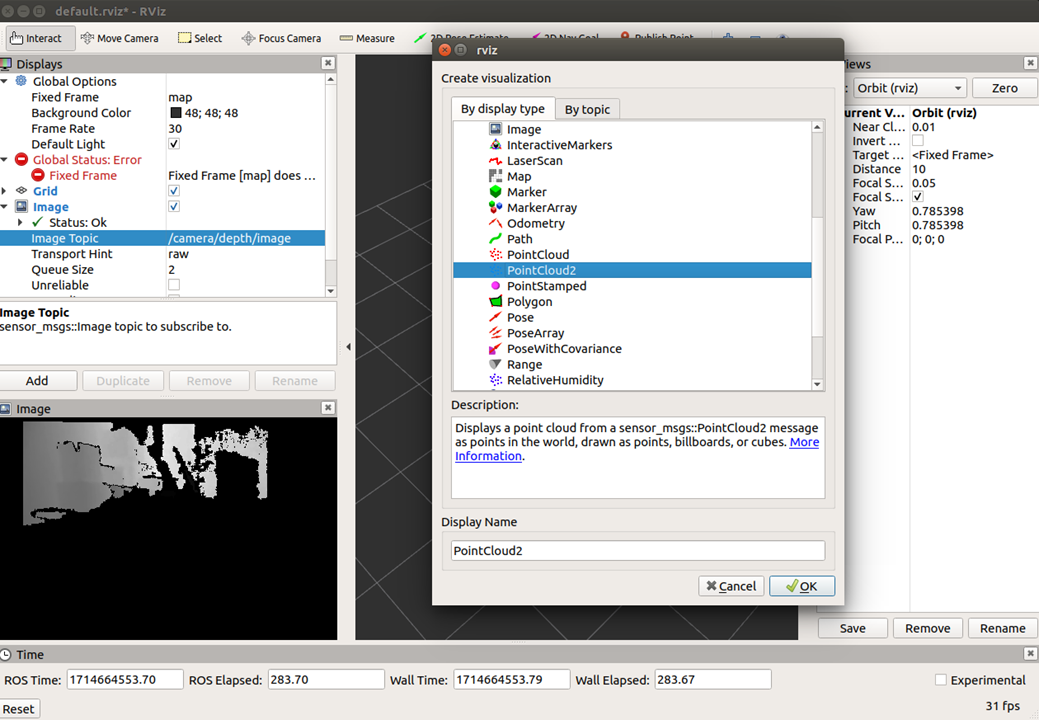 default.rviz* - RViz
Interact Move Camera Select Focus Camera Measure 2D Pose Estimate 2D Nav Goal Publish Point
Displays
Global Options
Fixed Frame map
Background Color 48; 48; 48
Frame Rate 30
Default Light
Global Status: Error
Fixed Frame Fixed Frame [map] does ...
Grid
Image
Status: Ok
Image Topic /camera/depth/image
Transport Hint raw
Queue Size 2
Unreliable
Image Topic
sensor_msgs::Image topic to subscribe to.
Add Duplicate Remove Rename
Image
rviz
Create visualization
By display type By topic
Image
InteractiveMarkers
LaserScan
Map
Marker
MarkerArray
Odometry
Path
PointCloud
PointCloud2
PointStamped
Polygon
Pose
PoseArray
PoseWithCovariance
Range
RelativeHumidity
Description:
Displays a point cloud from a sensor_msgs::PointCloud2 message
as points in the world, drawn as points, billboards, or cubes. More
Information.
Display Name
PointCloud2
Cancel OK
iews
: Orbit (rviz) Zero
urrent V... Orbit (rviz)
Near Cl... 0.01
Invert ...
Target ... <Fixed Frame>
Distance 10
Focal S... 0.05
Focal S...
Yaw 0.785398
Pitch 0.785398
Focal P... 0; 0; 0
Save Remove Rename
Time
ROS Time: 1714664553.70 ROS Elapsed: 283.70 Wall Time: 1714664553.79 Wall Elapsed: 283.67 Experimental
Reset 31 fps